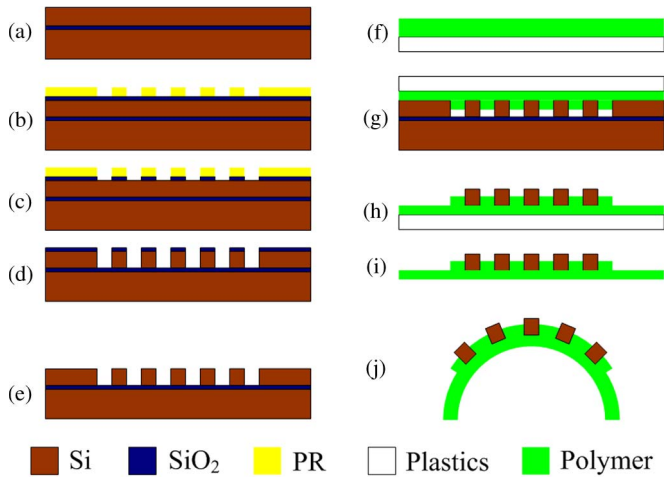 (a)
(b)
(c)
(d)
(e)
(f)
(g)
(h)
(i)
(j)
Si SiO₂ PR Plastics Polymer